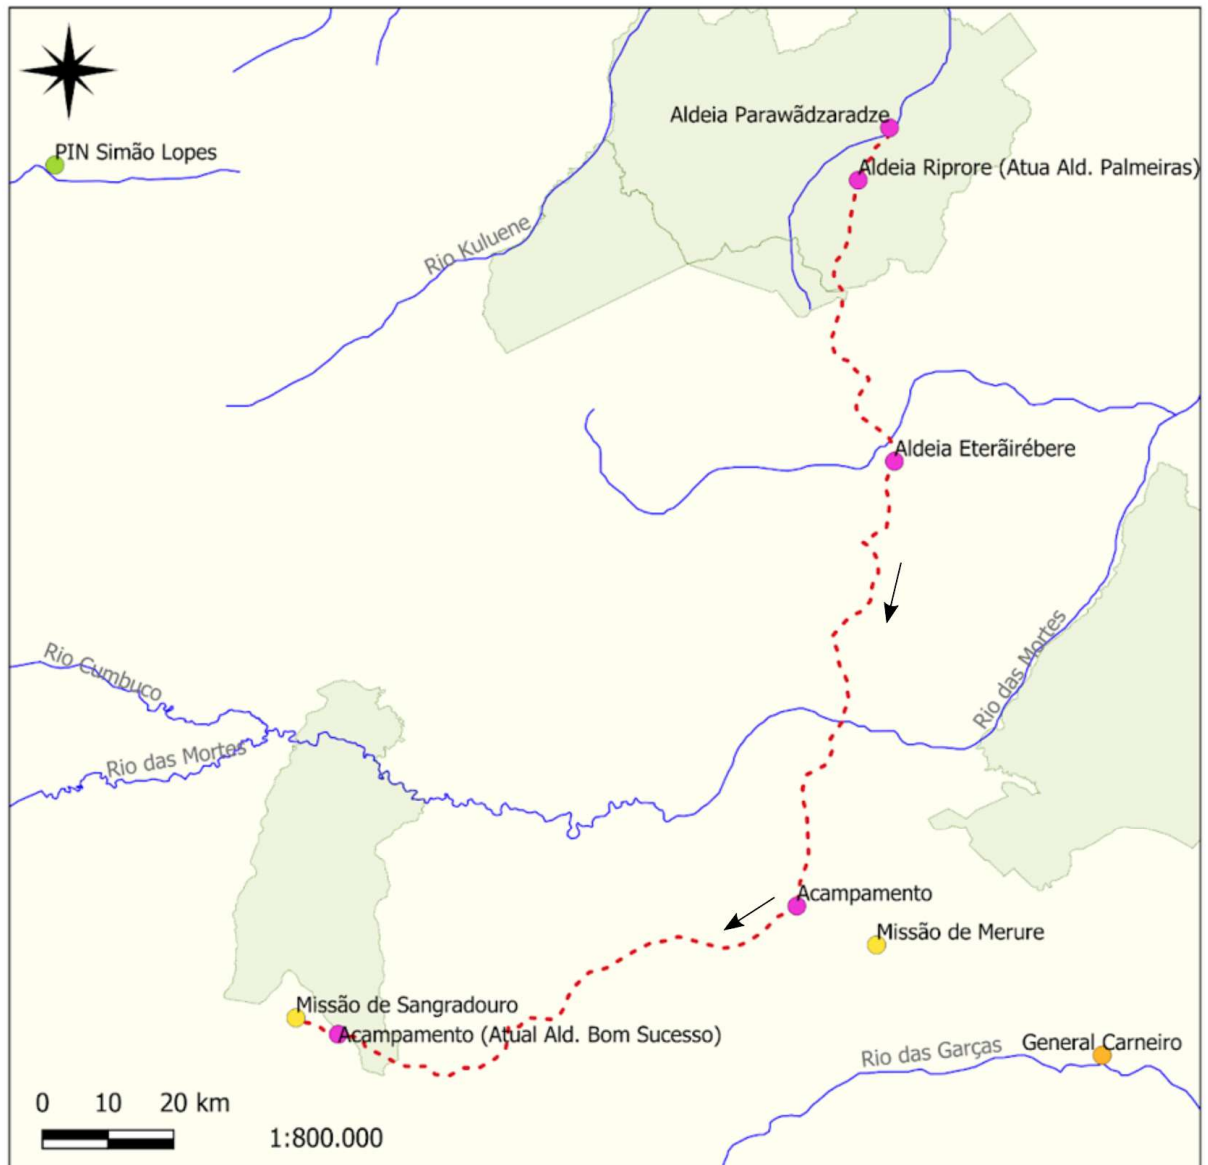 Aldeia Parawãdzaradze
PIN Simão Lopes
Aldeia Riprore (Atua Ald. Palmeiras)
Rio Kuluene
Aldeia Eterãirébere
Rio das Mortes
Rio Cumbuco
Rio das Mortes
Acampamento
Missão de Merure
Missão de Sangradouro
Acampamento (Atual Ald. Bom Sucesso)
General Carneiro
Rio das Garças
0 10 20 km
1:800.000